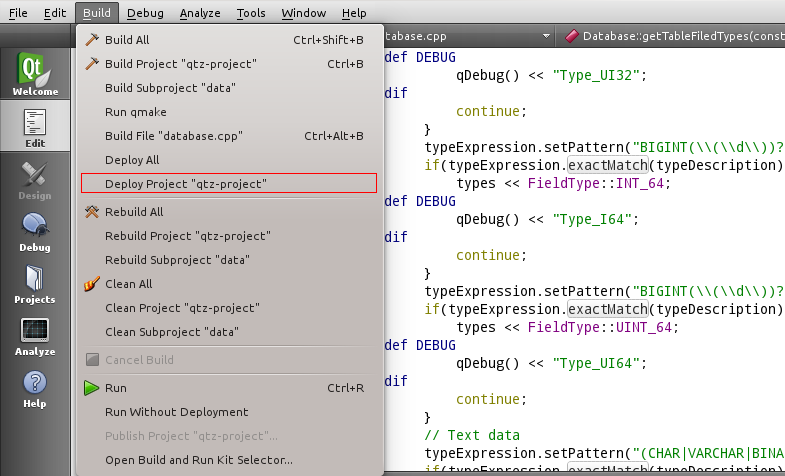 File Edit Build Debug Analyze Tools Window Help
tabase.cpp
Database::getTableFiledTypes(const
Qt
Welcome
Edit
Design
Debug
Projects
Analyze
Help
Build All Ctrl+Shift+B
Build Project "qtz-project" Ctrl+B
Build Subproject "data"
Run qmake
Build File "database.cpp" Ctrl+Alt+B
Deploy All
Deploy Project "qtz-project"
Rebuild All
Rebuild Project "qtz-project"
Rebuild Subproject "data"
Clean All
Clean Project "qtz-project"
Clean Subproject "data"
Cancel Build
Run Ctrl+R
Run Without Deployment
Publish Project "qtz-project"...
Open Build and Run Kit Selector...
def DEBUG
qDebug() << "Type_UI32";
dif
continue;
}
typeExpression.setPattern("BIGINT(\\(\\d\\))?
if(typeExpression.exactMatch(typeDescription)
types << FieldType::INT_64;
def DEBUG
qDebug() << "Type_I64";
dif
continue;
}
typeExpression.setPattern("BIGINT(\\(\\d\\))?
if(typeExpression.exactMatch(typeDescription)
types << FieldType::UINT_64;
def DEBUG
qDebug() << "Type_UI64";
dif
continue;
}
// Text data
typeExpression.setPattern("(CHAR|VARCHAR|BINA
if(typeExpression.exactMatch(typeDescription)